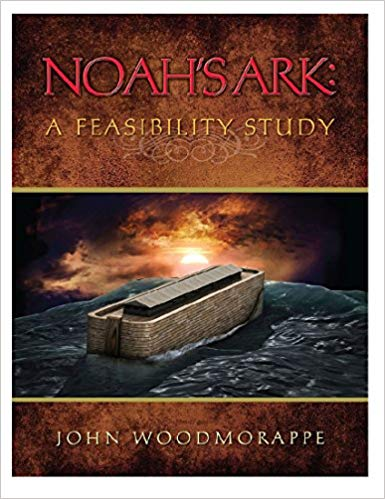 NOAH'S ARK:
A FEASIBILITY STUDY
JOHN WOODMORAPPE